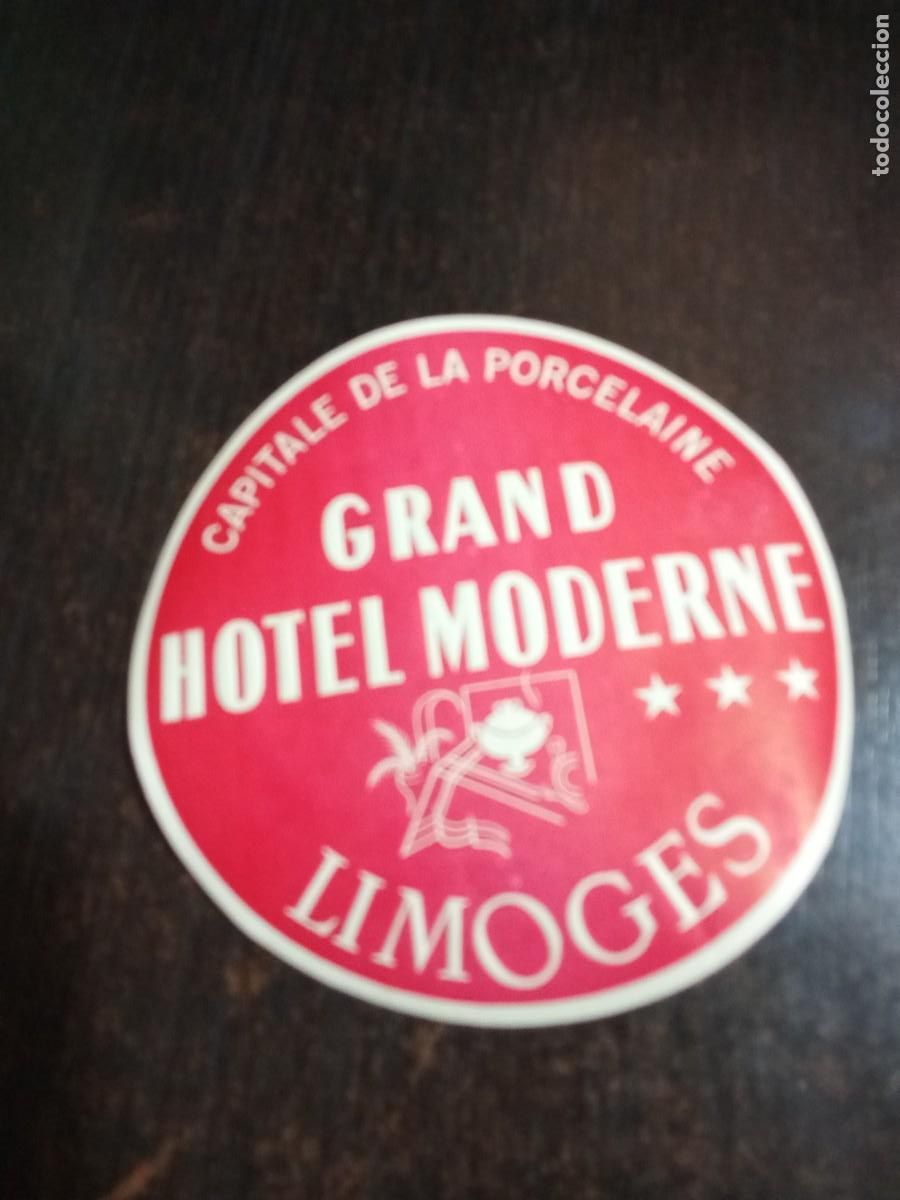 todocoleccion
CAPITALE DE LA PORCELAINE
GRAND
HOTEL MODERNE
LIMOGES